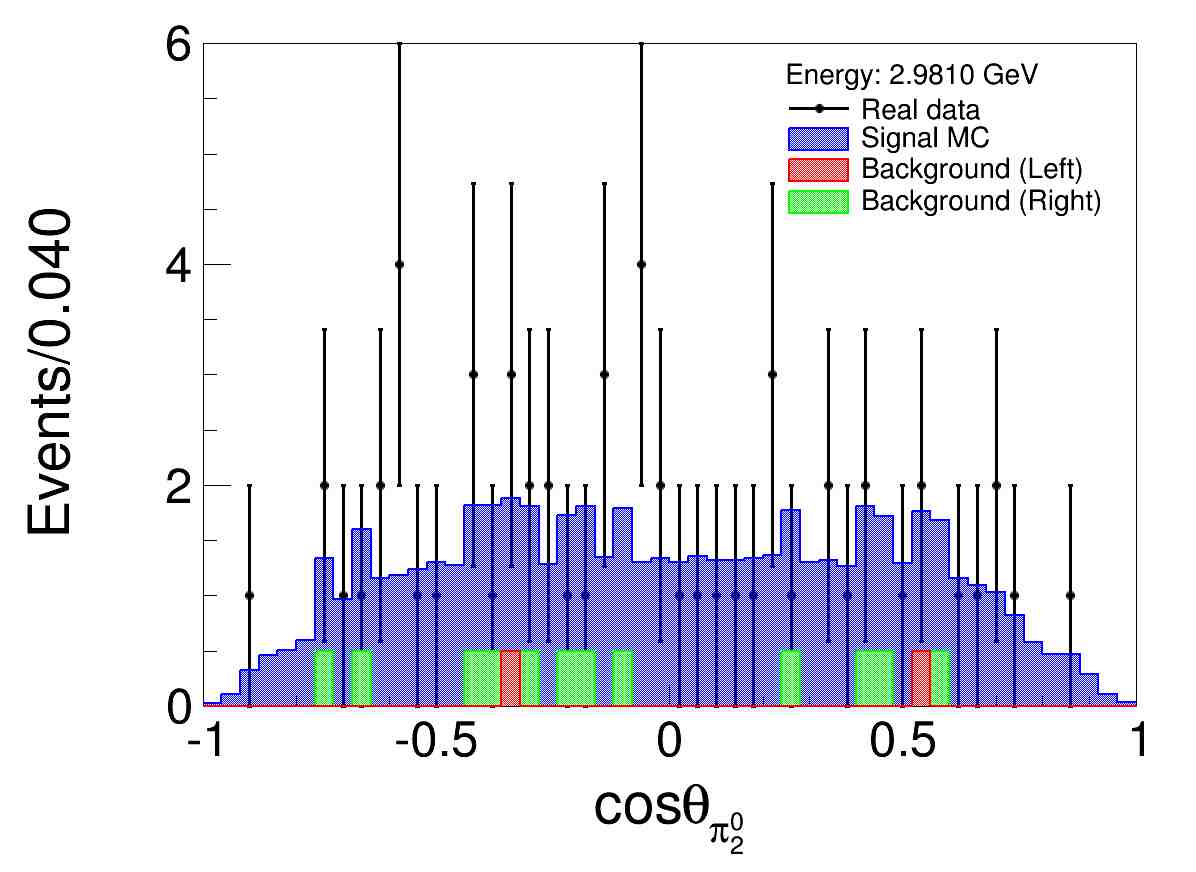 Events/0.040
6
4
2
0
-1
-0.5
0
0.5
1
cosθπ⁰₂
Energy: 2.9810 GeV
Real data
Signal MC
Background (Left)
Background (Right)